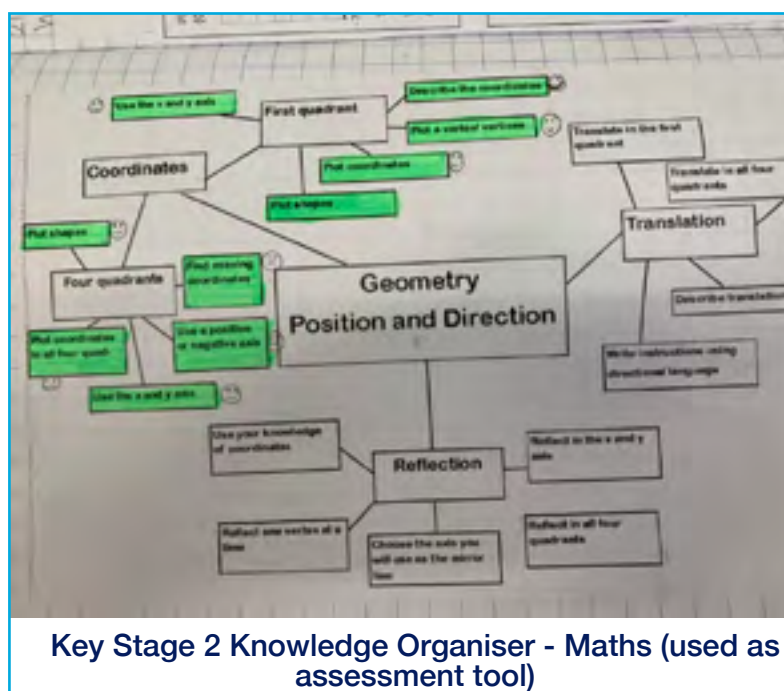 Use the x and y axis
First quadrant
Describe the coordinates
Plot a vertex/ vertices
Plot coordinates
Plot shapes
Coordinates
Plot shapes
Four quadrants
Find missing
coordinates
Plot coordinates
in all four quad-
Use a positive
or negative axis
Use the x and y axis
Geometry
Position and Direction
Translate in the first
quadrant
Translate in all four
quadrants
Translation
Describe translation
Write instructions using
directional language
Use your knowledge
of coordinates
Reflection
Reflect in the x and y
axis
Reflect one vertex at a
time
Choose the axis you
will use as the mirror
line
Reflect in all four
quadrants
Key Stage 2 Knowledge Organiser - Maths (used as
assessment tool)